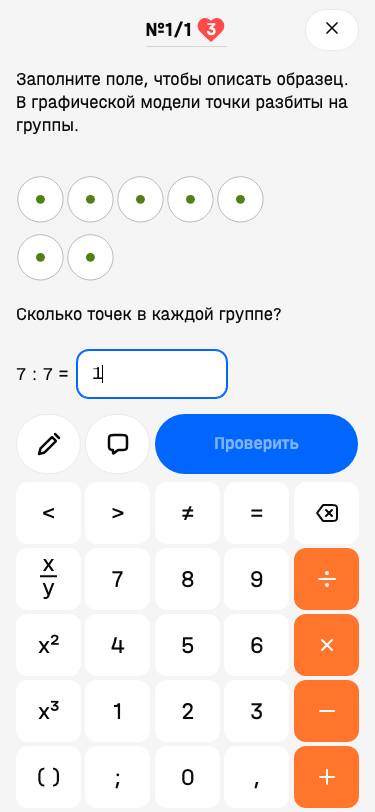 №1/1 3
Заполните поле, чтобы описать образец.
В графической модели точки разбиты на
группы.
Сколько точек в каждой группе?
7 : 7 = 1
Проверить
< > ≠ =
x/y 7 8 9 ÷
x² 4 5 6 ×
x³ 1 2 3 −
( ) ; 0 , +